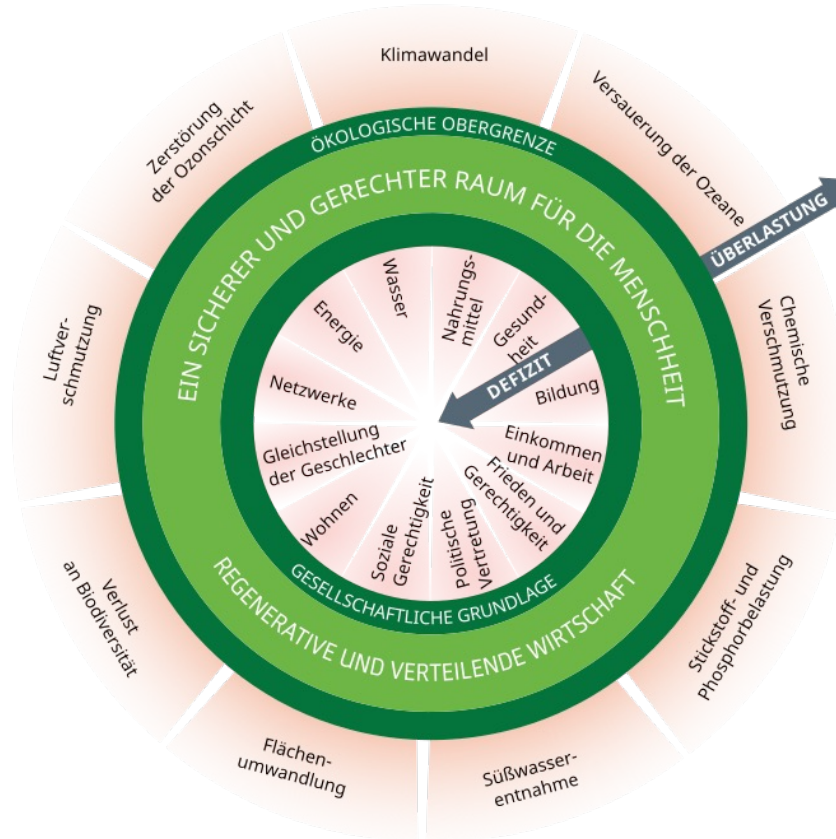 Klimawandel
Versauerung der Ozeane
ÜBERLASTUNG
Chemische
Verschmutzung
Stickstoff- und
Phosphorbelastung
Süßwasser-
entnahme
Flächen-
umwandlung
Verlust
an Biodiversität
Luftver-
schmutzung
Zerstörung
der Ozonschicht
ÖKOLOGISCHE OBERGRENZE
EIN SICHERER UND GERECHTER RAUM FÜR DIE MENSCHHEIT
Wasser
Nahrungs-
mittel
Gesund-
heit
DEFIZIT
Bildung
Einkommen
und Arbeit
Frieden und
Gerechtigkeit
Politische
Vertretung
Soziale
Gerechtigkeit
Wohnen
Gleichstellung
der Geschlechter
Netzwerke
Energie
GESELLSCHAFTLICHE GRUNDLAGE
REGENERATIVE UND VERTEILENDE WIRTSCHAFT